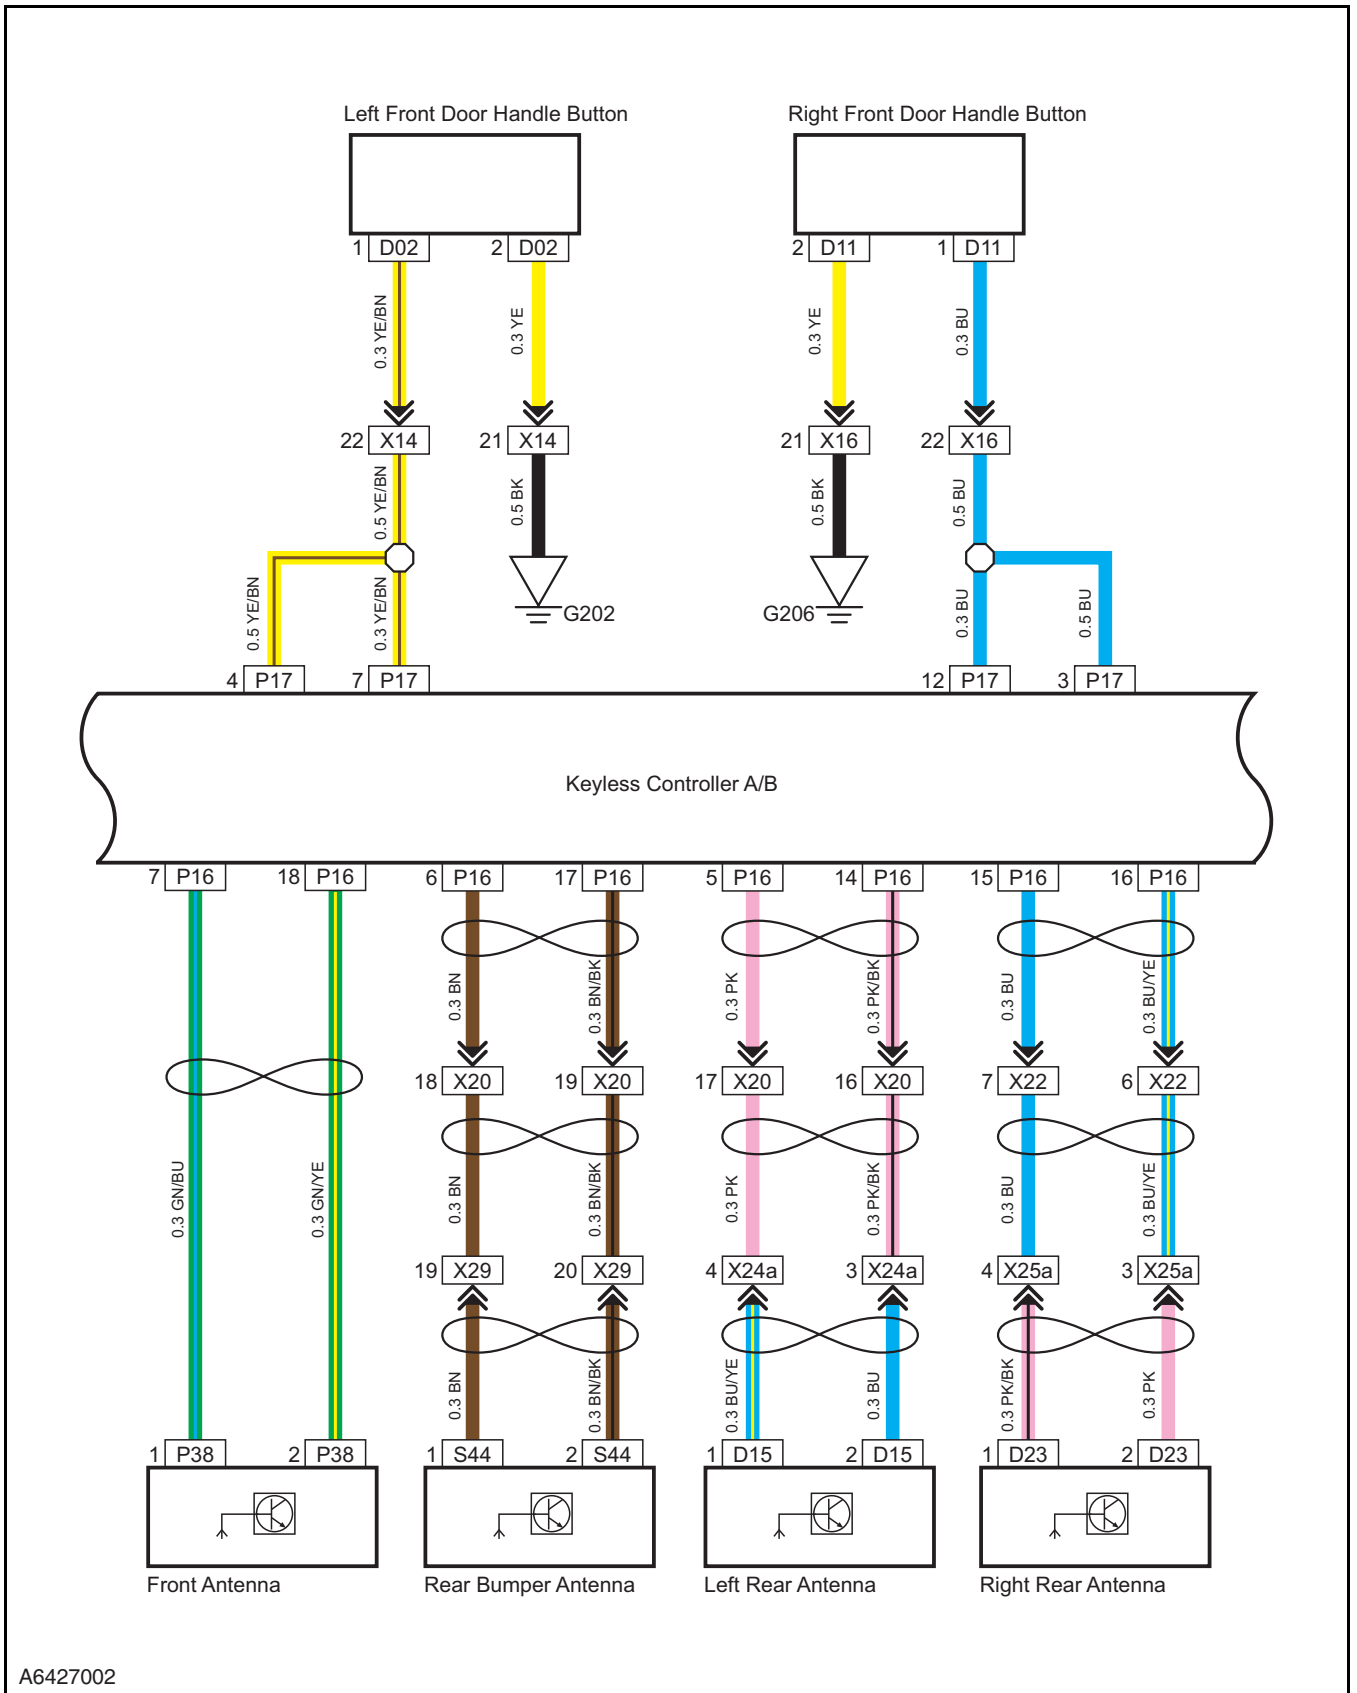 Left Front Door Handle Button
Right Front Door Handle Button
1 D02
2 D02
2 D11
1 D11
0.3 YE/BN
0.3 YE
0.3 YE
0.3 BU
22 X14
21 X14
21 X16
22 X16
0.5 YE/BN
0.5 BK
0.5 BK
0.5 BU
0.5 YE/BN
0.3 YE/BN
G202
G206
0.3 BU
0.5 BU
4 P17
7 P17
12 P17
3 P17
Keyless Controller A/B
7 P16
18 P16
6 P16
17 P16
5 P16
14 P16
15 P16
16 P16
0.3 BN
0.3 BN/BK
0.3 PK
0.3 PK/BK
0.3 BU
0.3 BU/YE
18 X20
19 X20
17 X20
16 X20
7 X22
6 X22
0.3 GN/BU
0.3 GN/YE
0.3 BN
0.3 BN/BK
0.3 PK
0.3 PK/BK
0.3 BU
0.3 BU/YE
19 X29
20 X29
4 X24a
3 X24a
4 X25a
3 X25a
0.3 BN
0.3 BN/BK
0.3 BU/YE
0.3 BU
0.3 PK/BK
0.3 PK
1 P38
2 P38
1 S44
2 S44
1 D15
2 D15
1 D23
2 D23
Front Antenna
Rear Bumper Antenna
Left Rear Antenna
Right Rear Antenna
A6427002